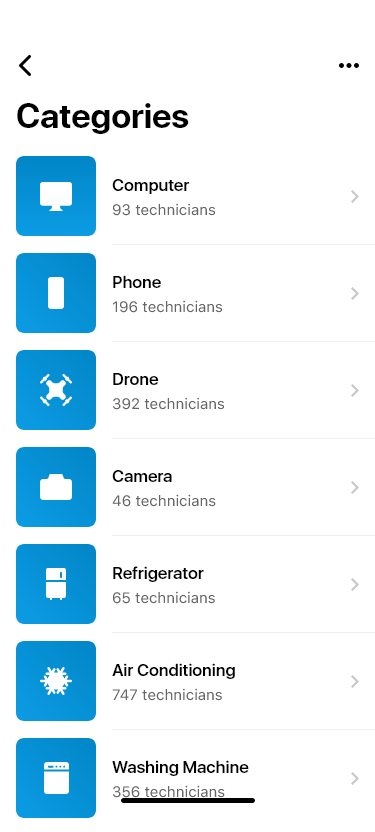 Categories
Computer
93 technicians
Phone
196 technicians
Drone
392 technicians
Camera
46 technicians
Refrigerator
65 technicians
Air Conditioning
747 technicians
Washing Machine
356 technicians